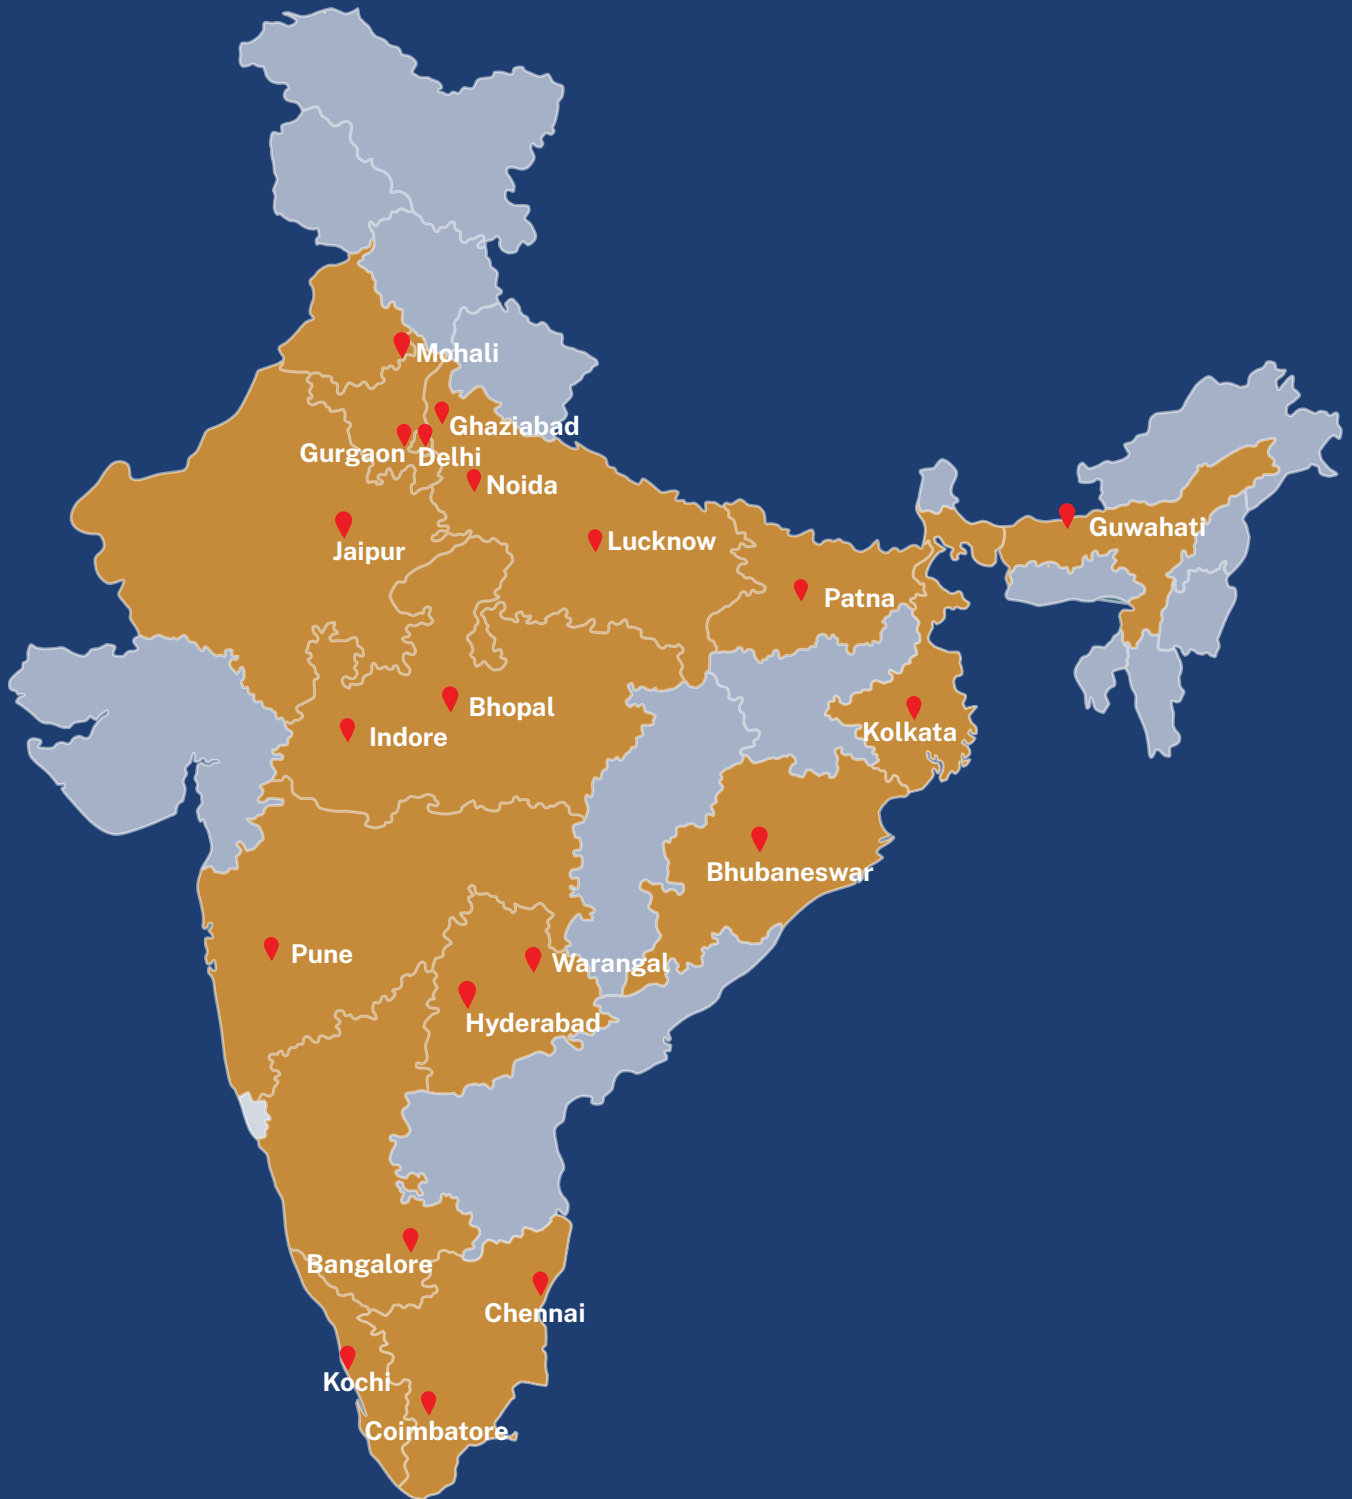 Mohali
Ghaziabad
Gurgaon
Delhi
Noida
Guwahati
Lucknow
Jaipur
Patna
Bhopal
Kolkata
Indore
Bhubaneswar
Pune
Warangal
Hyderabad
Bangalore
Chennai
Kochi
Coimbatore